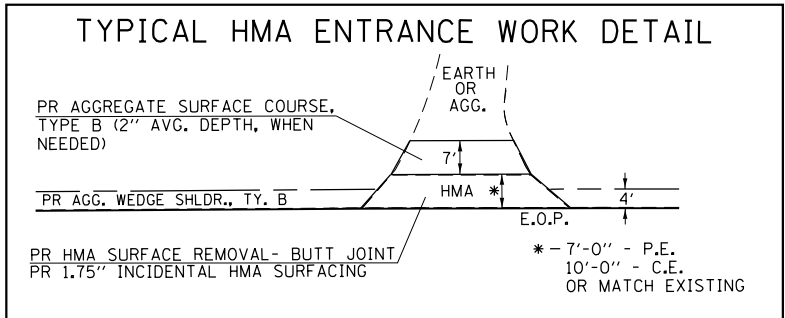 TYPICAL HMA ENTRANCE WORK DETAIL
EARTH
OR
AGG.
PR AGGREGATE SURFACE COURSE,
TYPE B (2" AVG. DEPTH, WHEN
NEEDED)
7'
HMA *
PR AGG. WEDGE SHLDR., TY. B
4'
E.O.P.
PR HMA SURFACE REMOVAL- BUTT JOINT
PR 1.75" INCIDENTAL HMA SURFACING
* - 7'-0" - P.E.
10'-0" - C.E.
OR MATCH EXISTING